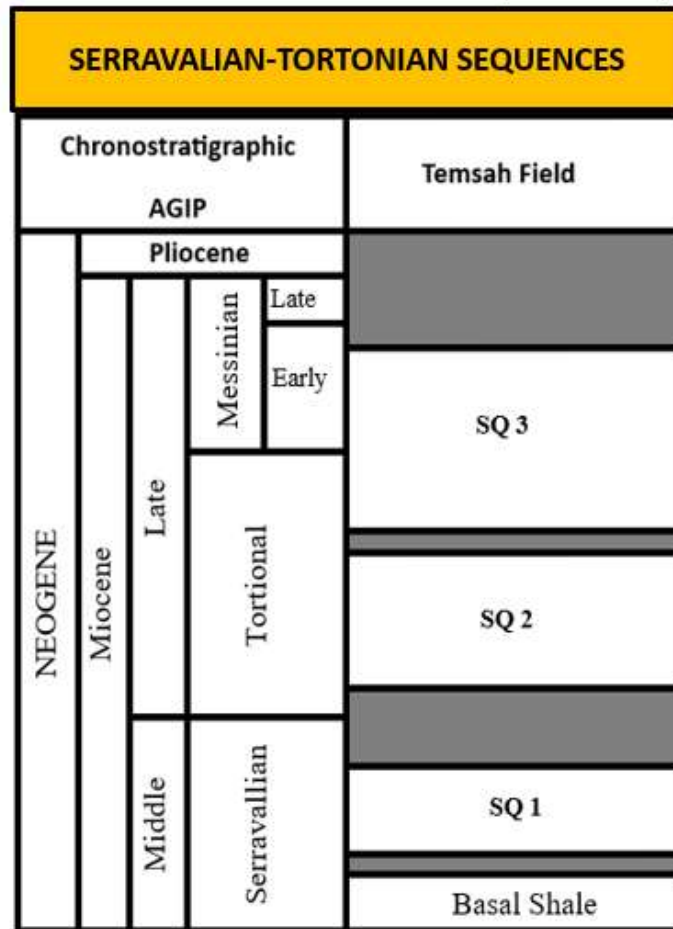 SERRAVALIAN-TORTONIAN SEQUENCES
Chronostratigraphic
AGIP
Temsah Field
NEOGENE
Pliocene
Miocene
Late
Messinian
Late
Early
Tortional
Middle
Serravallian
SQ 3
SQ 2
SQ 1
Basal Shale